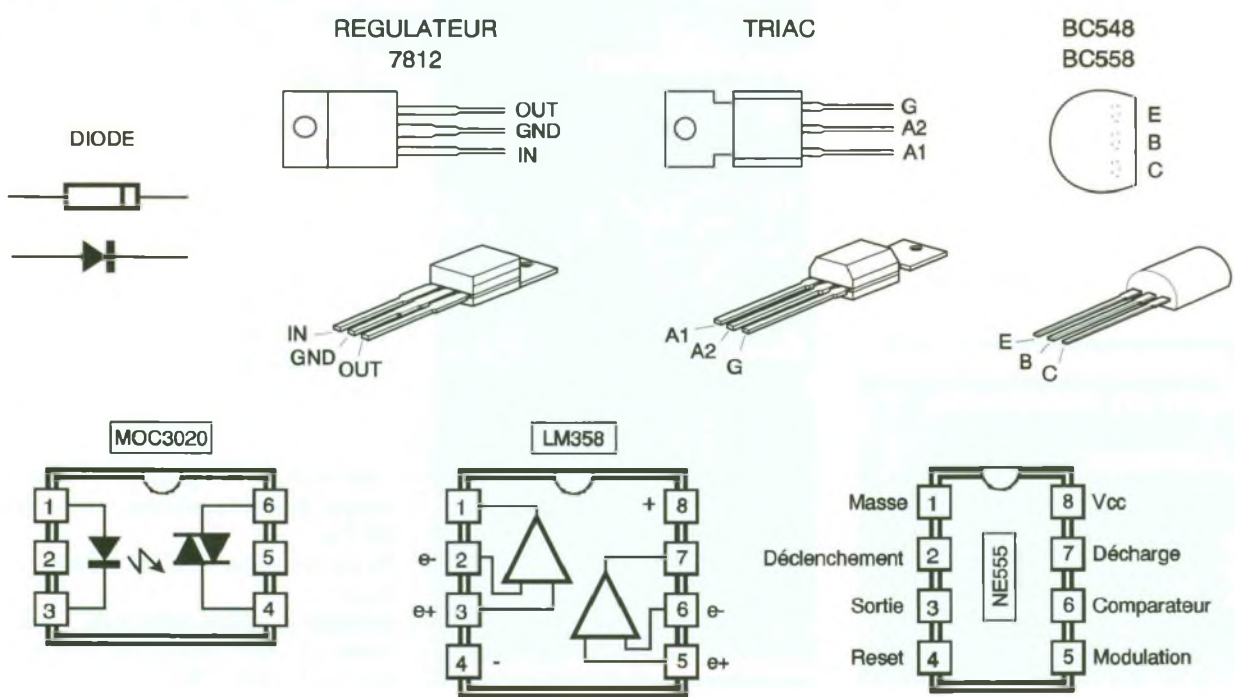 REGULATEUR
7812
OUT
GND
IN
TRIAC
G
A2
A1
BC548
BC558
E
B
C
DIODE
IN
GND
OUT
A1
A2
G
E
B
C
MOC3020
1
2
3
6
5
4
LM358
1
e- 2
e+ 3
4 -
+ 8
7
6 e-
5 e+
NE555
Masse 1
Déclenchement 2
Sortie 3
Reset 4
8 Vcc
7 Décharge
6 Comparateur
5 Modulation